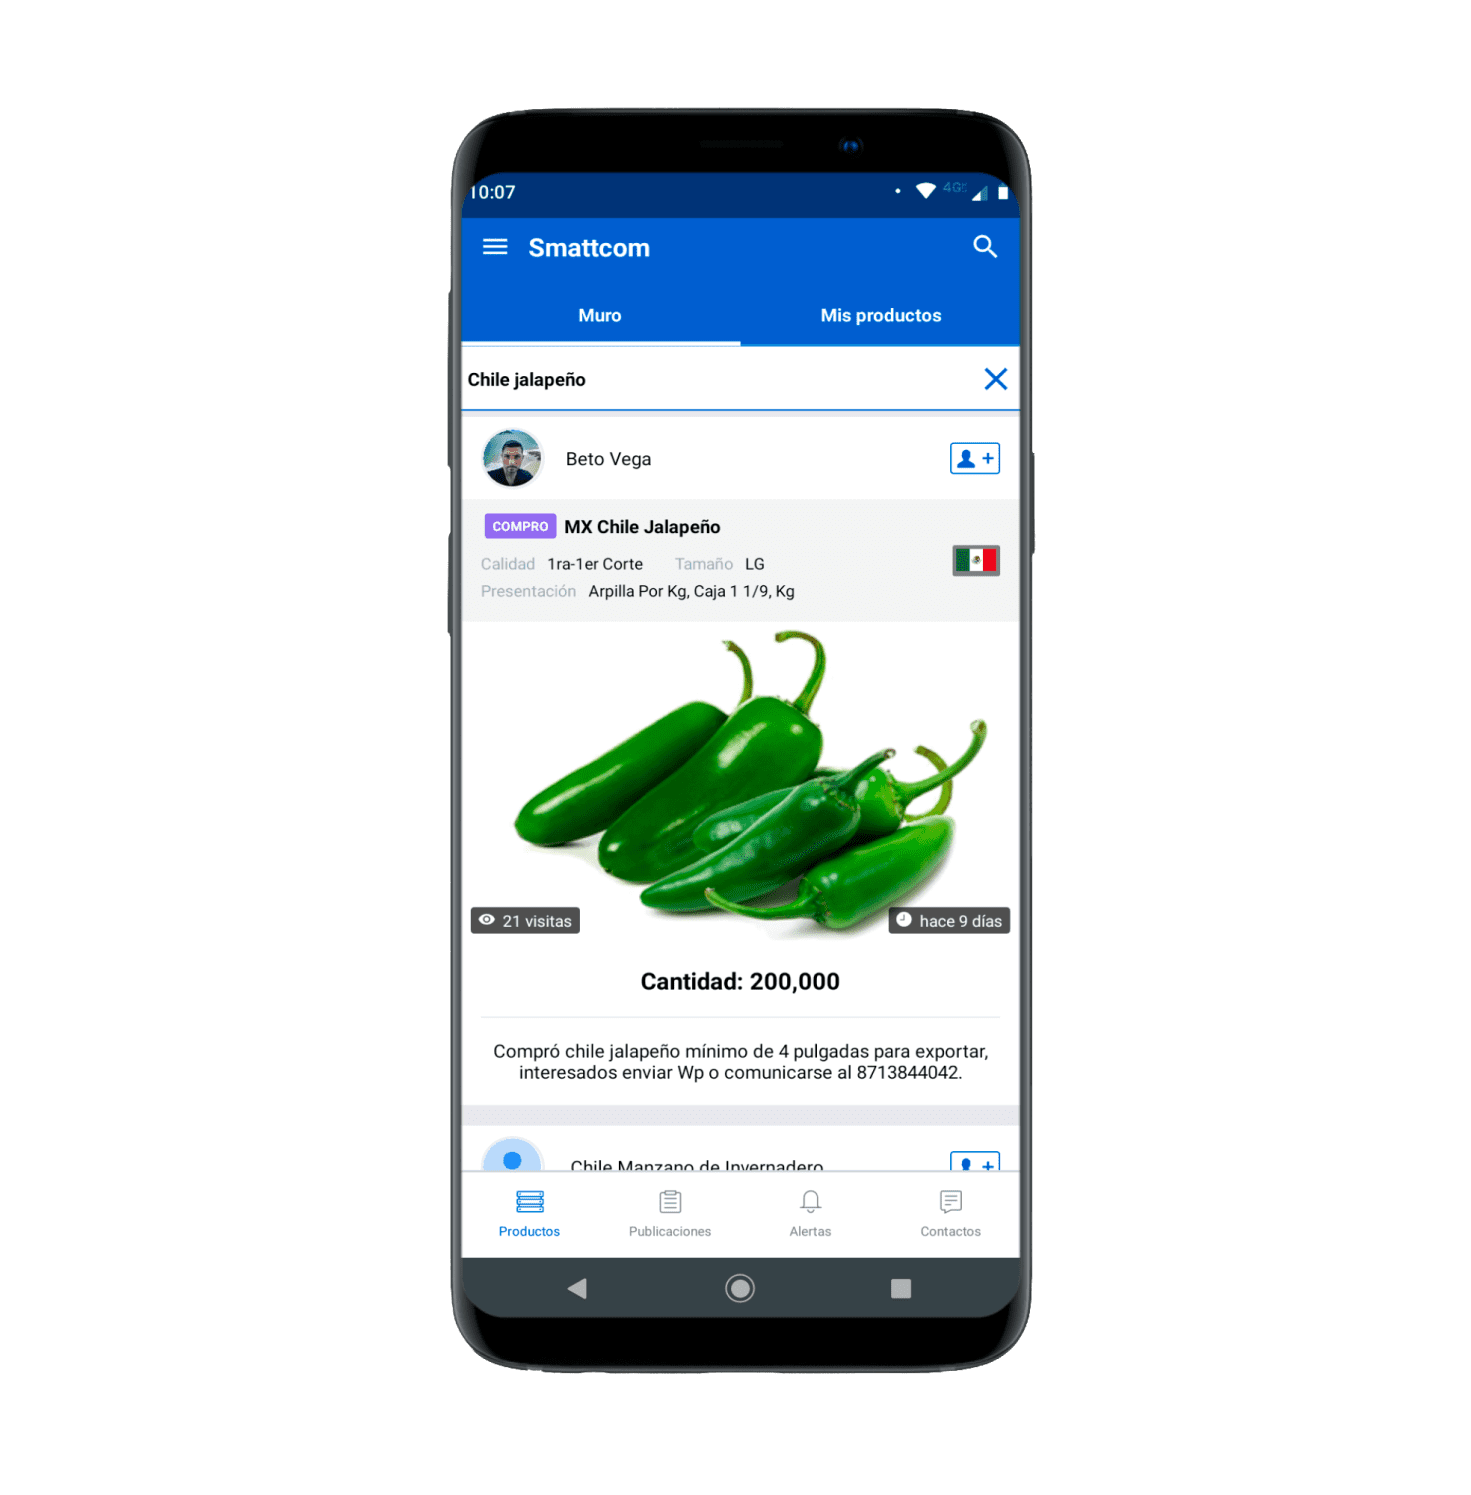 10:07
4G
Smattcom
Muro Mis productos
Chile jalapeño
Beto Vega
COMPRO MX Chile Jalapeño
Calidad 1ra-1er Corte Tamaño LG
Presentación Arpilla Por Kg, Caja 1 1/9, Kg
21 visitas hace 9 días
Cantidad: 200,000
Compró chile jalapeño mínimo de 4 pulgadas para exportar,
interesados enviar Wp o comunicarse al 8713844042.
Chile Manzano de Invernadero
Productos Publicaciones Alertas Contactos